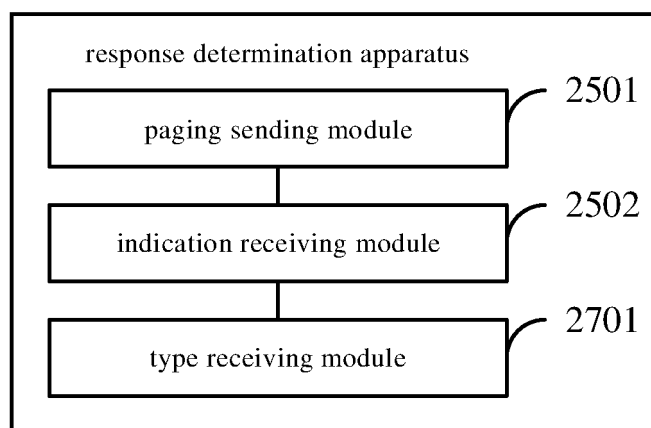 response determination apparatus
2501
paging sending module
2502
indication receiving module
2701
type receiving module